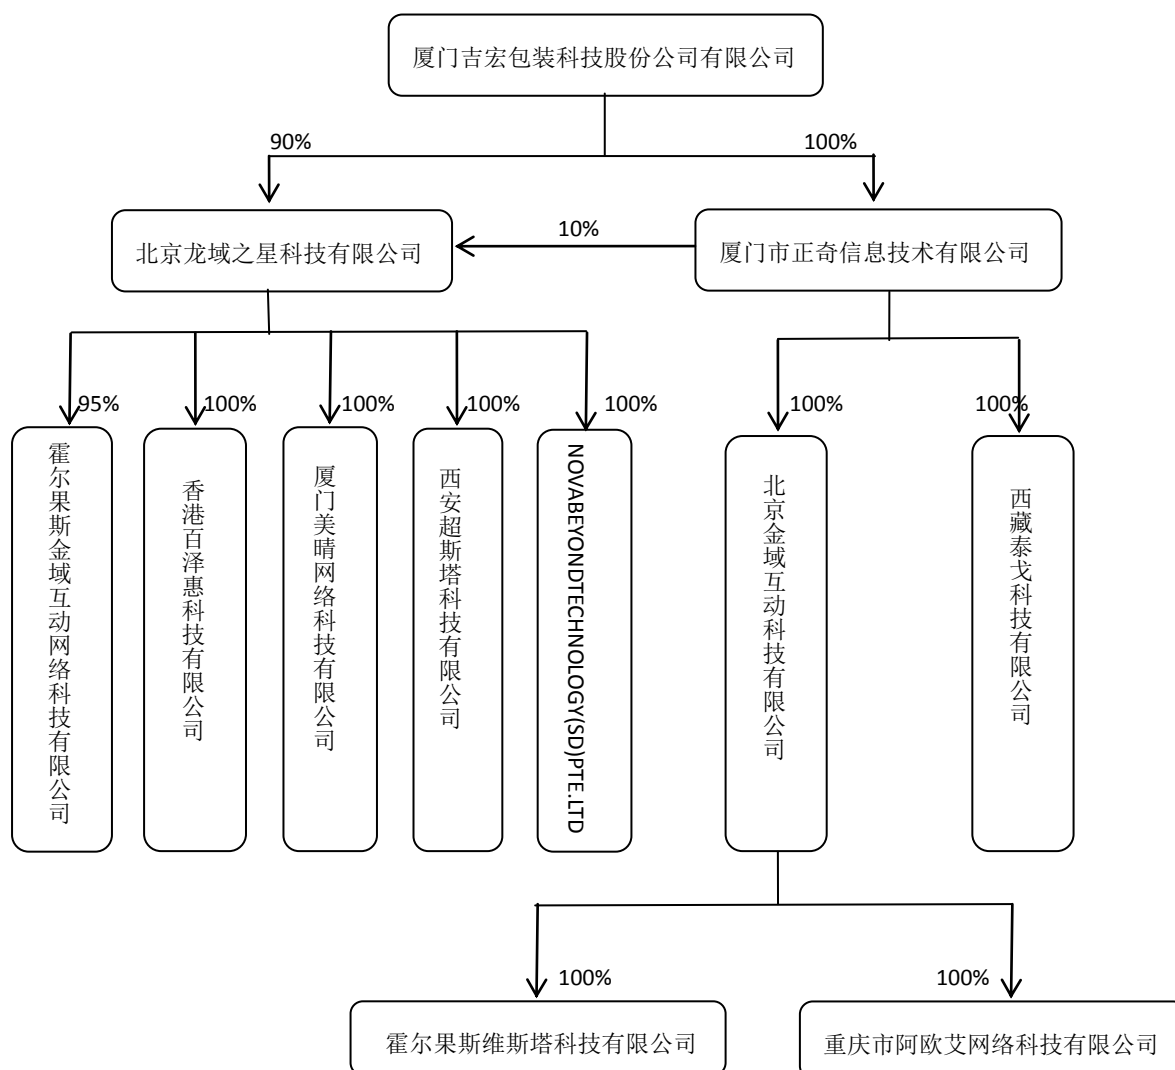 厦门吉宏包装科技股份公司有限公司
90%
100%
北京龙域之星科技有限公司
10%
厦门市正奇信息技术有限公司
95%
100%
100%
100%
100%
100%
100%
霍尔果斯金域互动网络科技有限公司
香港百泽惠科技有限公司
厦门美晴网络科技有限公司
西安超斯塔科技有限公司
NOVABEYONDTECHNOLOGY(SD)PTE.LTD
北京金域互动科技有限公司
西藏泰戈科技有限公司
100%
100%
霍尔果斯维斯塔科技有限公司
重庆市阿欧艾网络科技有限公司